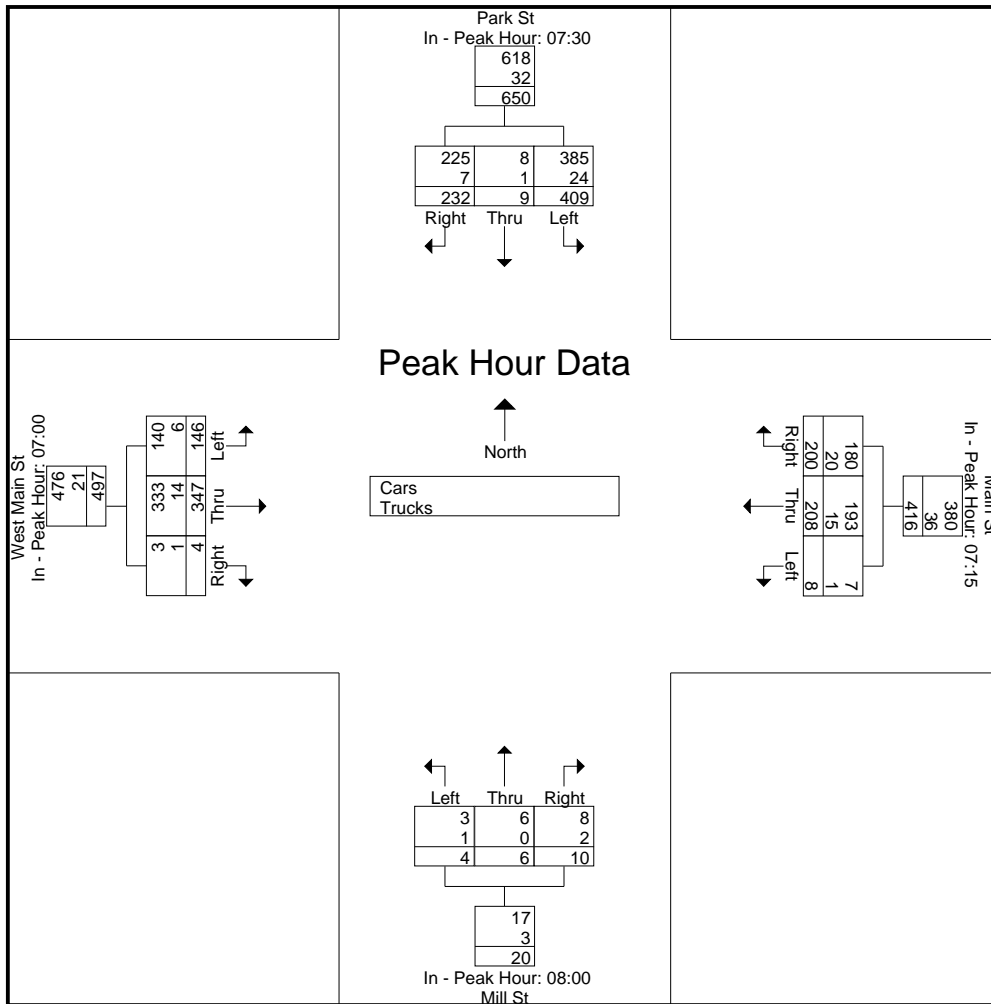 Park St
In - Peak Hour: 07:30
618
32
650
225 8 385
7 1 24
232 9 409
Right Thru Left
Peak Hour Data
North
Cars
Trucks
West Main St
In - Peak Hour: 07:00
476
21
497
140 333 3
6 14 1
146 347 4
Left Thru Right
Main St
In - Peak Hour: 07:15
380
36
416
180 193 7
20 15 1
200 208 8
Right Thru Left
Left Thru Right
3 6 8
1 0 2
4 6 10
17
3
20
In - Peak Hour: 08:00
Mill St